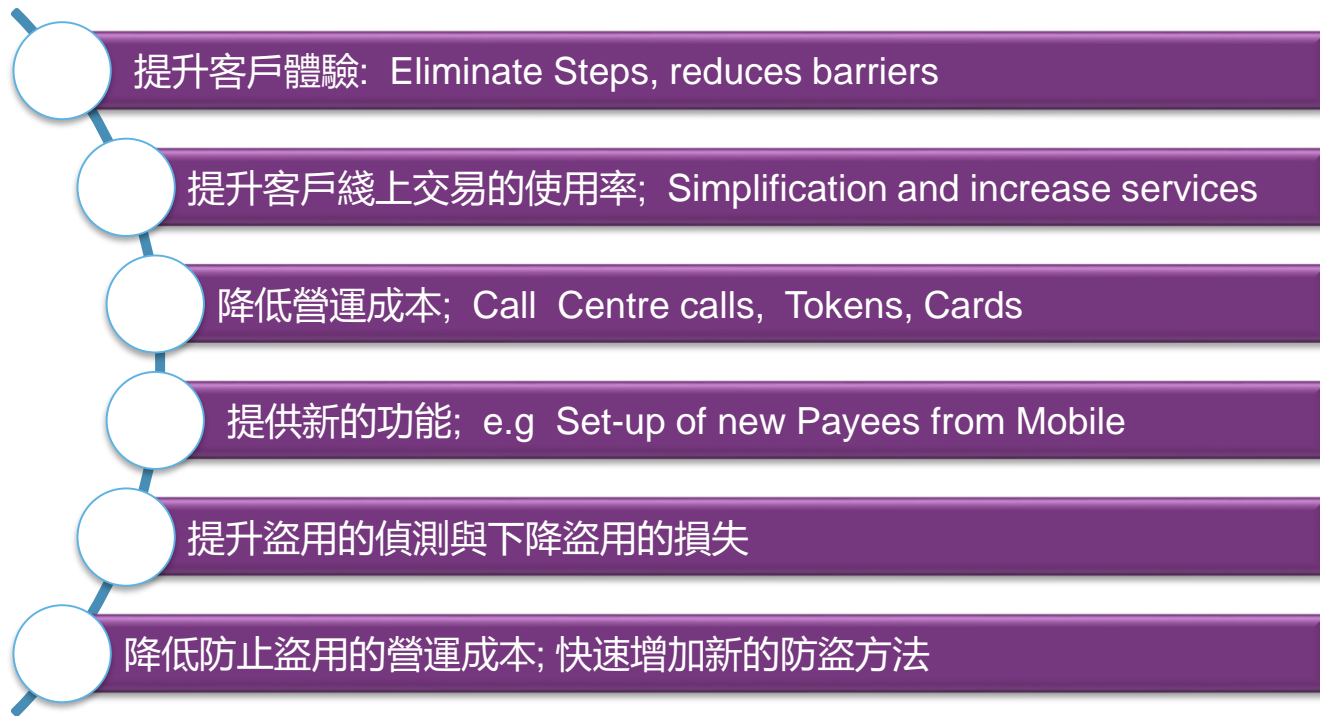 提升客戶體驗: Eliminate Steps, reduces barriers
提升客戶綫上交易的使用率; Simplification and increase services
降低營運成本; Call Centre calls, Tokens, Cards
提供新的功能; e.g Set-up of new Payees from Mobile
提升盜用的偵測與下降盜用的損失
降低防止盜用的營運成本; 快速增加新的防盜方法